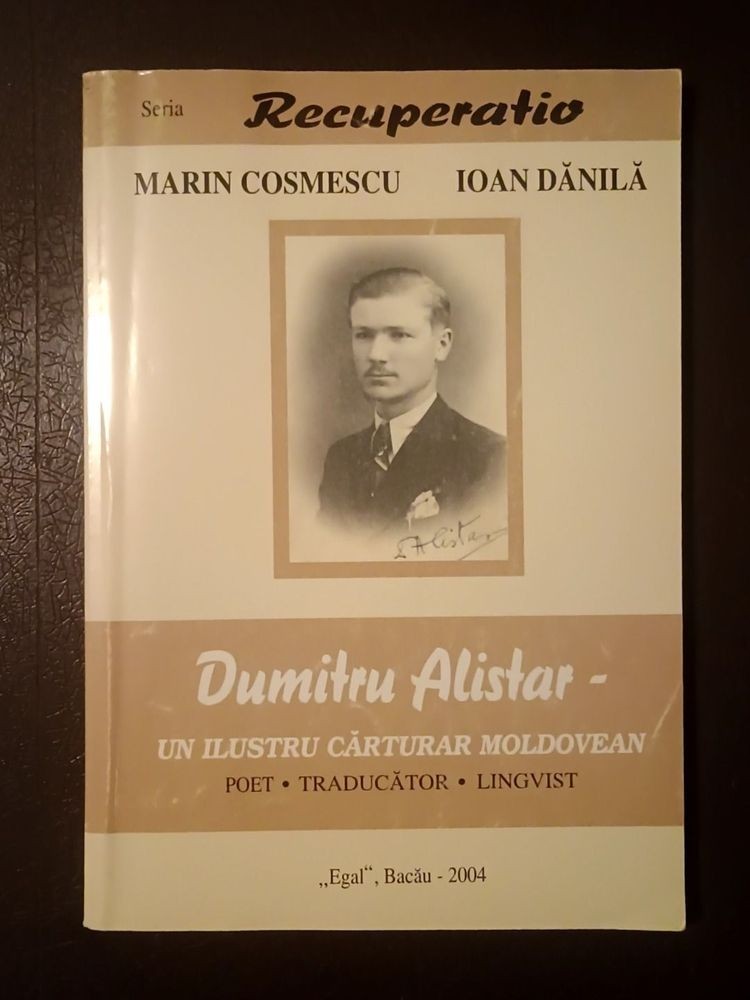 Seria Recuperatio
MARIN COSMESCU IOAN DĂNILĂ
D Alistar
Dumitru Alistar -
UN ILUSTRU CĂRTURAR MOLDOVEAN
POET • TRADUCĂTOR • LINGVIST
„Egal“, Bacău - 2004